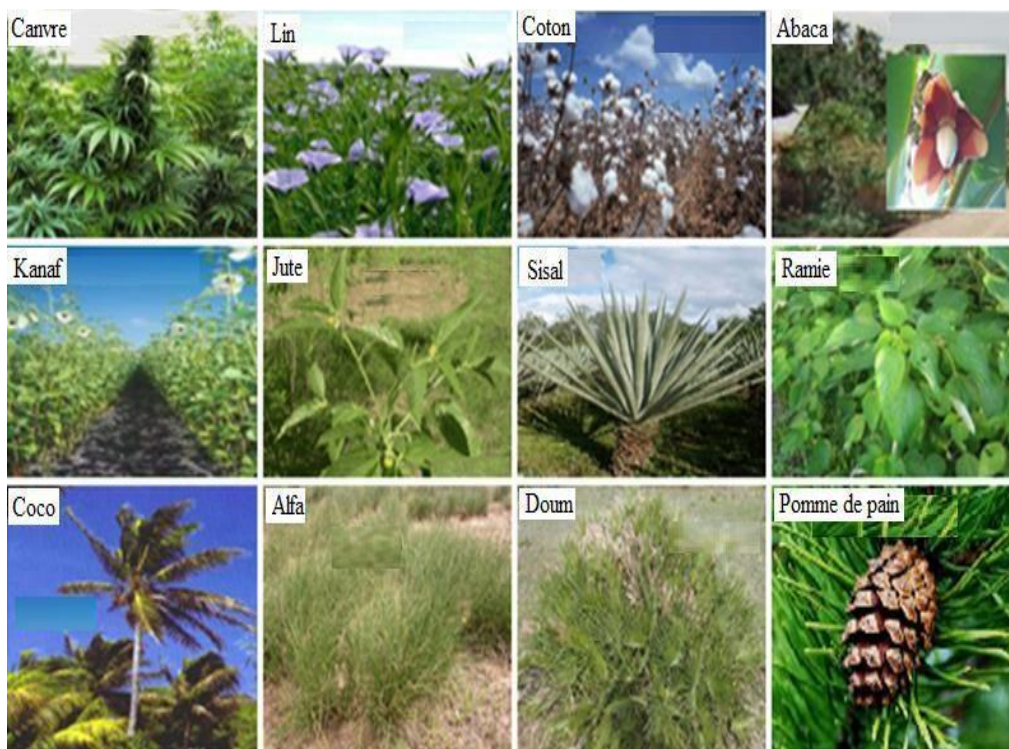 Canvre
Lin
Coton
Abaca
Kanaf
Jute
Sisal
Ramie
Coco
Alfa
Doum
Pomme de pain